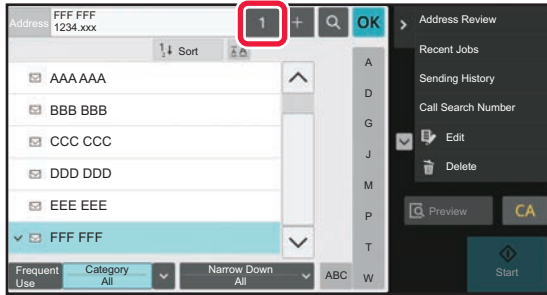 Address
FFF FFF
1234.xxx
1
+
OK
Sort
AAA AAA
BBB BBB
CCC CCC
DDD DDD
EEE EEE
FFF FFF
A
D
G
J
M
P
T
W
Frequent
Use
Category
All
Narrow Down
All
ABC
Address Review
Recent Jobs
Sending History
Call Search Number
Edit
Delete
Preview
CA
Start